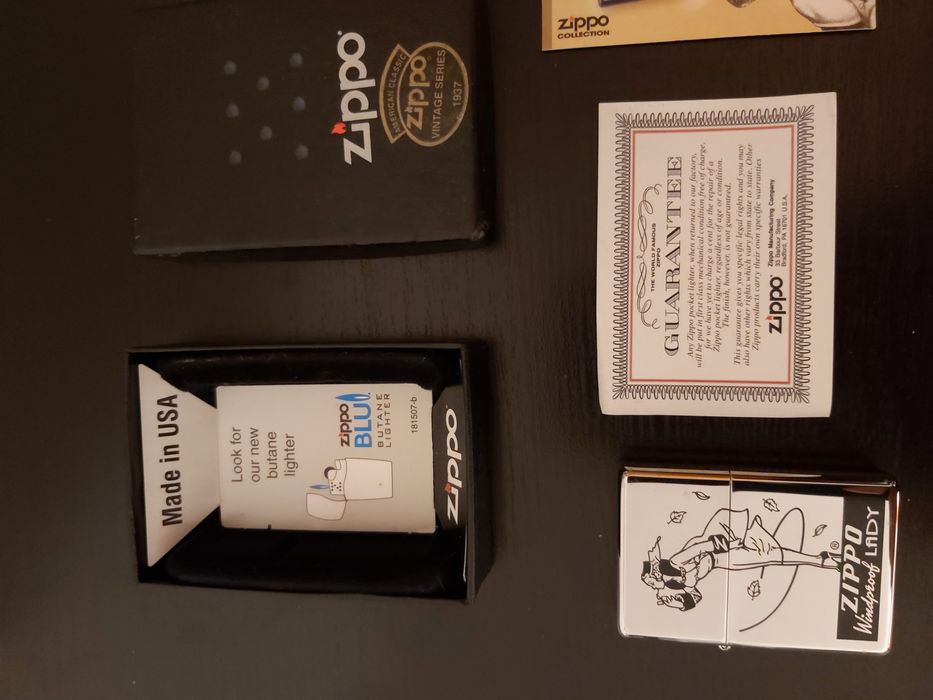 zippo
AMERICAN CLASSIC
zippo
VINTAGE SERIES
1937
zippo
COLLECTION
THE WORLD FAMOUS
ZIPPO
GUARANTEE
Any Zippo pocket lighter, when returned to our factory,
will be put in first class mechanical condition free of charge,
for we have yet to charge a cent for the repair of a
Zippo pocket lighter, regardless of age or condition.
The finish, however, is not guaranteed.
This guarantee gives you specific legal rights and you may
also have other rights which vary from state to state. Other
Zippo products carry their own specific warranties
zippo
Zippo Manufacturing Company
33 Barbour Street
Bradford, PA 16701 U.S.A.
Made in USA
Look for
our new
butane
lighter
zippo
BLU
BUTANE
LIGHTER
181507-b
zippo
Z
ZIPPO®
Windproof LADY